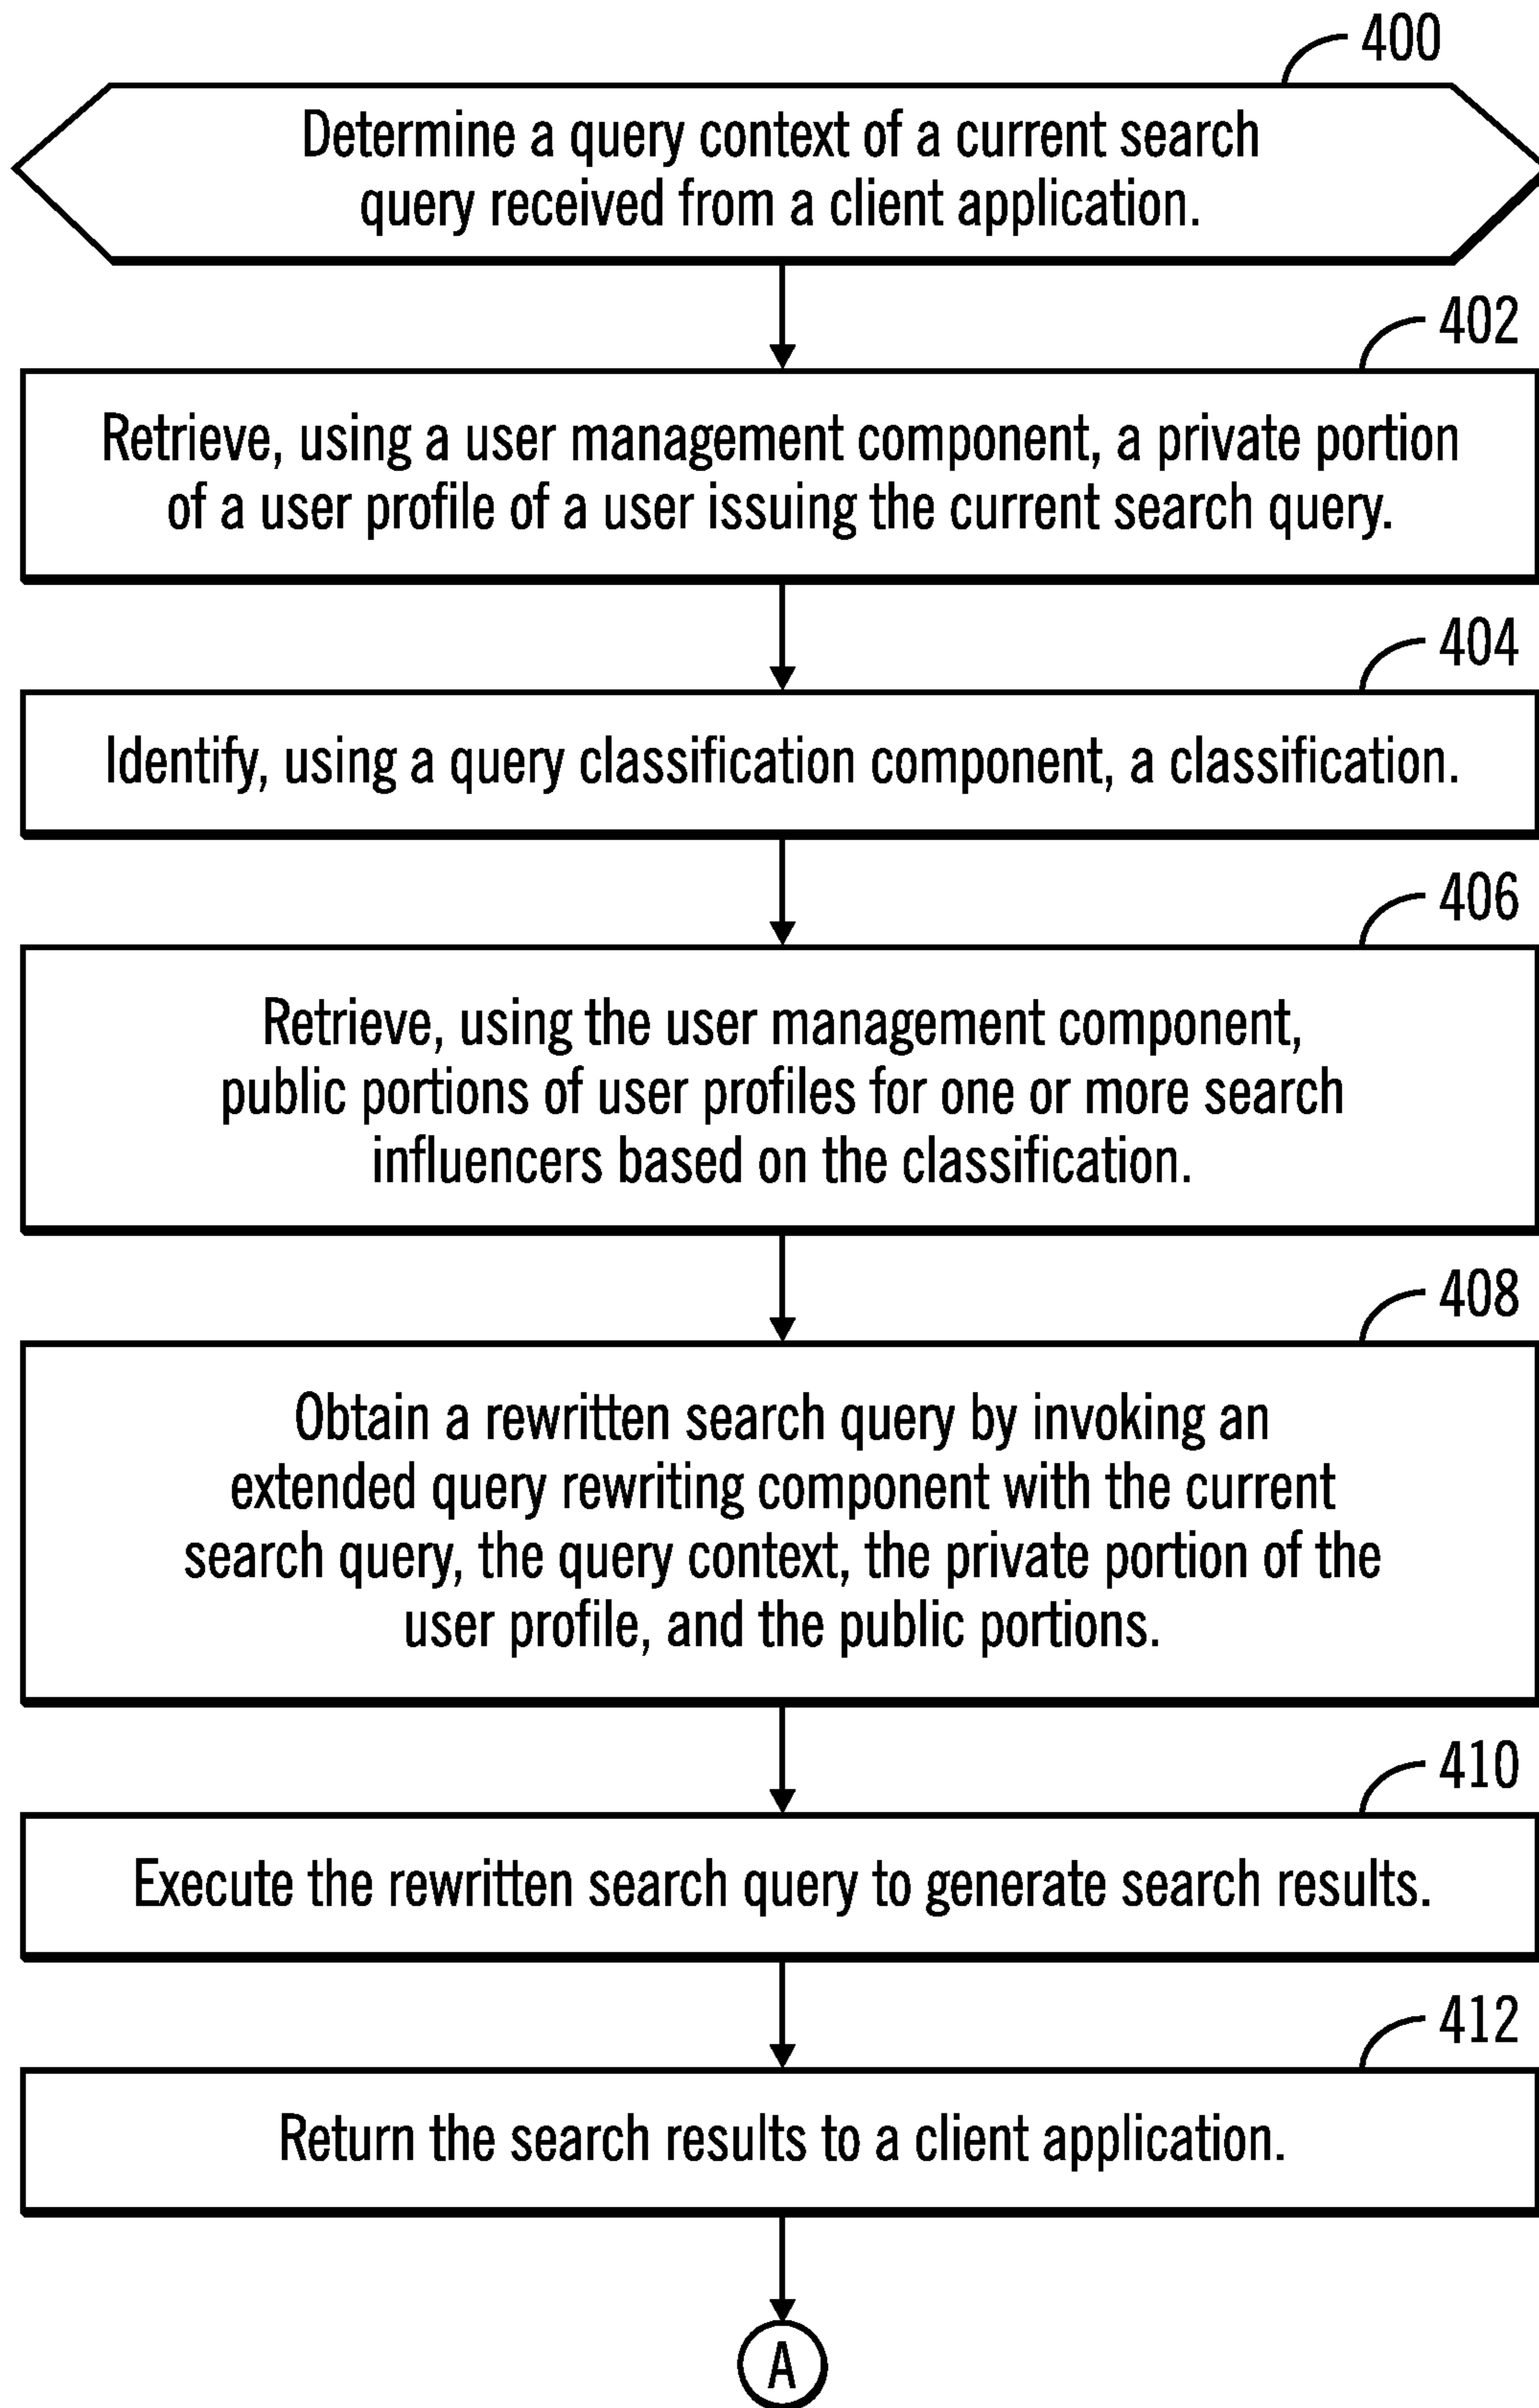 400
Determine a query context of a current search
query received from a client application.
402
Retrieve, using a user management component, a private portion
of a user profile of a user issuing the current search query.
404
Identify, using a query classification component, a classification.
406
Retrieve, using the user management component,
public portions of user profiles for one or more search
influencers based on the classification.
408
Obtain a rewritten search query by invoking an
extended query rewriting component with the current
search query, the query context, the private portion of the
user profile, and the public portions.
410
Execute the rewritten search query to generate search results.
412
Return the search results to a client application.
A